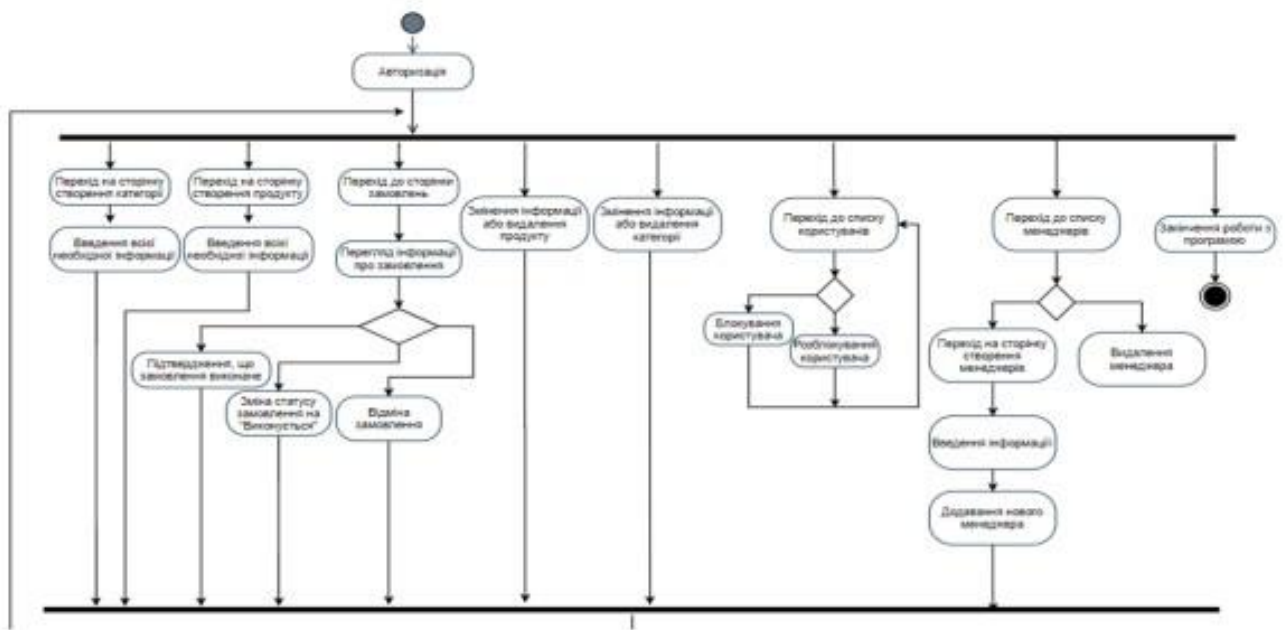 Авторизація
Перехід на сторінку
створення категорії
Введення всієї
необхідної інформації
Перехід на сторінку
створення продукту
Введення всієї
необхідної інформації
Перехід до сторінки
замовлень
Перегляд інформації
про замовлення
Підтвердження, що
замовлення виконане
Зміна статусу
замовлення на
"Виконується"
Відміна
замовлення
Змінення інформації
або видалення
продукту
Змінення інформації
або видалення
категорії
Перехід до списку
користувачів
Блокування
користувача
Розблокування
користувача
Перехід до списку
менеджерів
Перехід на сторінку
створення
менеджерів
Введення інформації
Додавання нового
менеджера
Видалення
менеджера
Закінчення роботи з
програмою